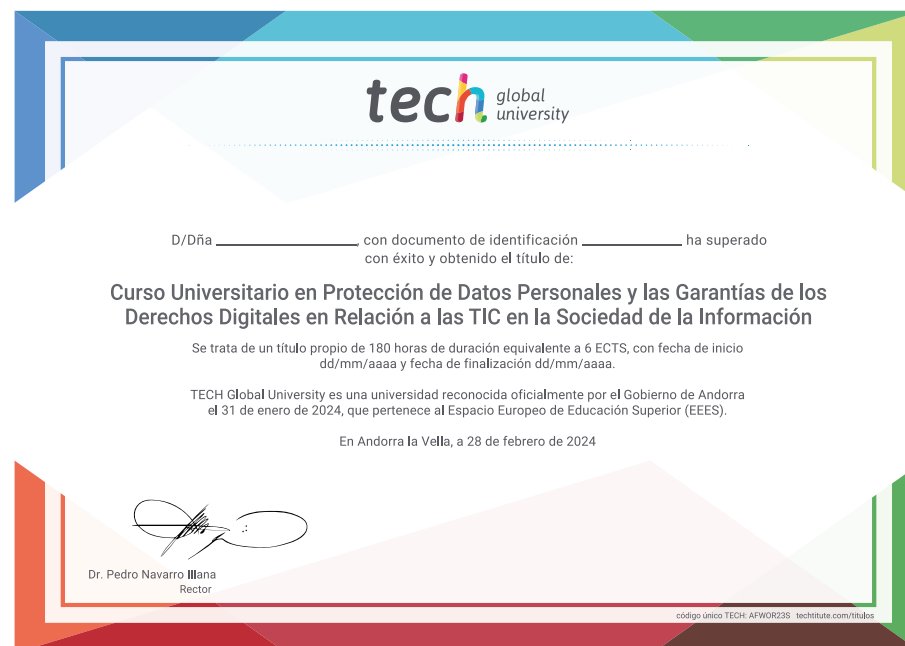 tech global university
D/Dña ____________, con documento de identificación ____________ ha superado
con éxito y obtenido el título de:
Curso Universitario en Protección de Datos Personales y las Garantías de los
Derechos Digitales en Relación a las TIC en la Sociedad de la Información
Se trata de un título propio de 180 horas de duración equivalente a 6 ECTS, con fecha de inicio
dd/mm/aaaa y fecha de finalización dd/mm/aaaa.
TECH Global University es una universidad reconocida oficialmente por el Gobierno de Andorra
el 31 de enero de 2024, que pertenece al Espacio Europeo de Educación Superior (EEES).
En Andorra la Vella, a 28 de febrero de 2024
Dr. Pedro Navarro Illana
Rector
código único TECH: AFWOR23S techtitute.com/titulos